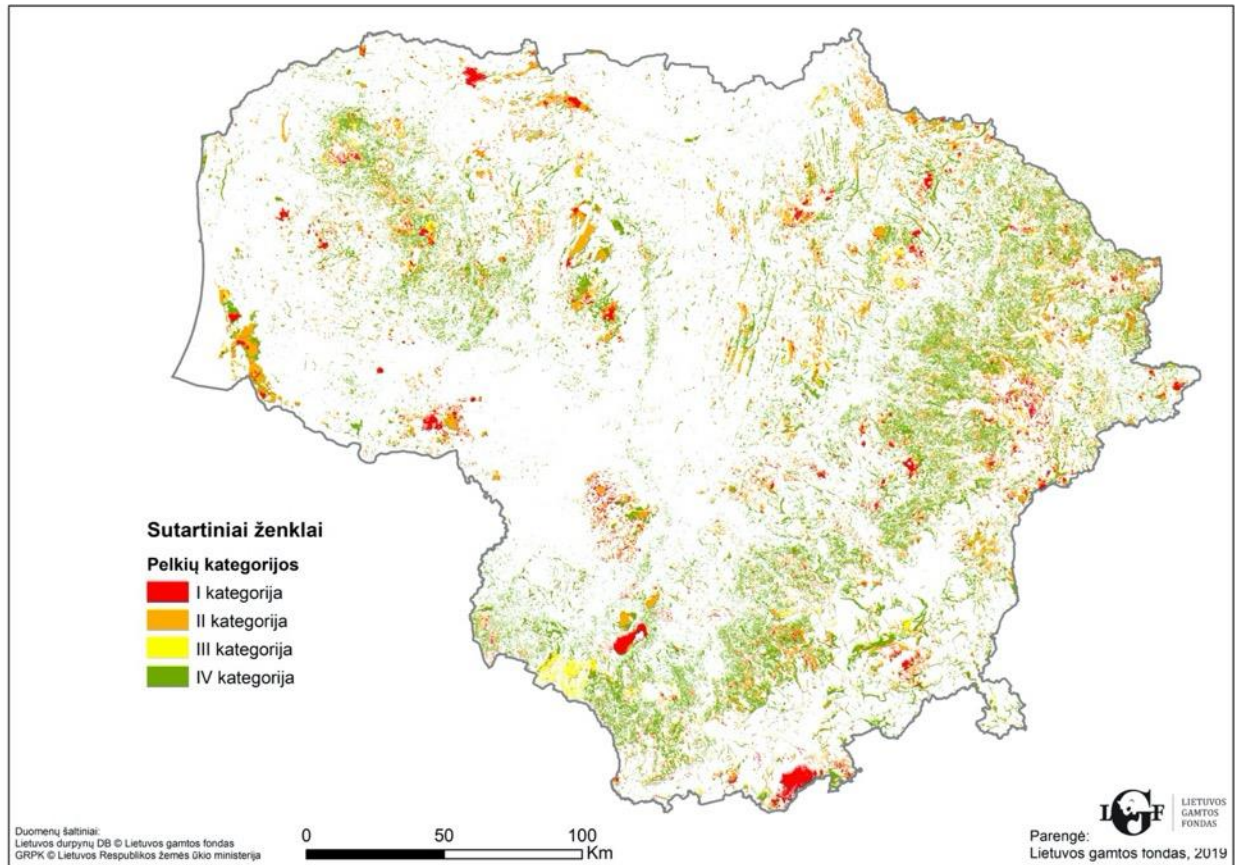 Sutartiniai ženklai
Pelkių kategorijos
I kategorija
II kategorija
III kategorija
IV kategorija
Duomenų šaltiniai:
Lietuvos durpynų DB © Lietuvos gamtos fondas
GRPK © Lietuvos Respublikos žemės ūkio ministerija
0 50 100
Km
LGF
LIETUVOS
GAMTOS
FONDAS
Parengė:
Lietuvos gamtos fondas, 2019